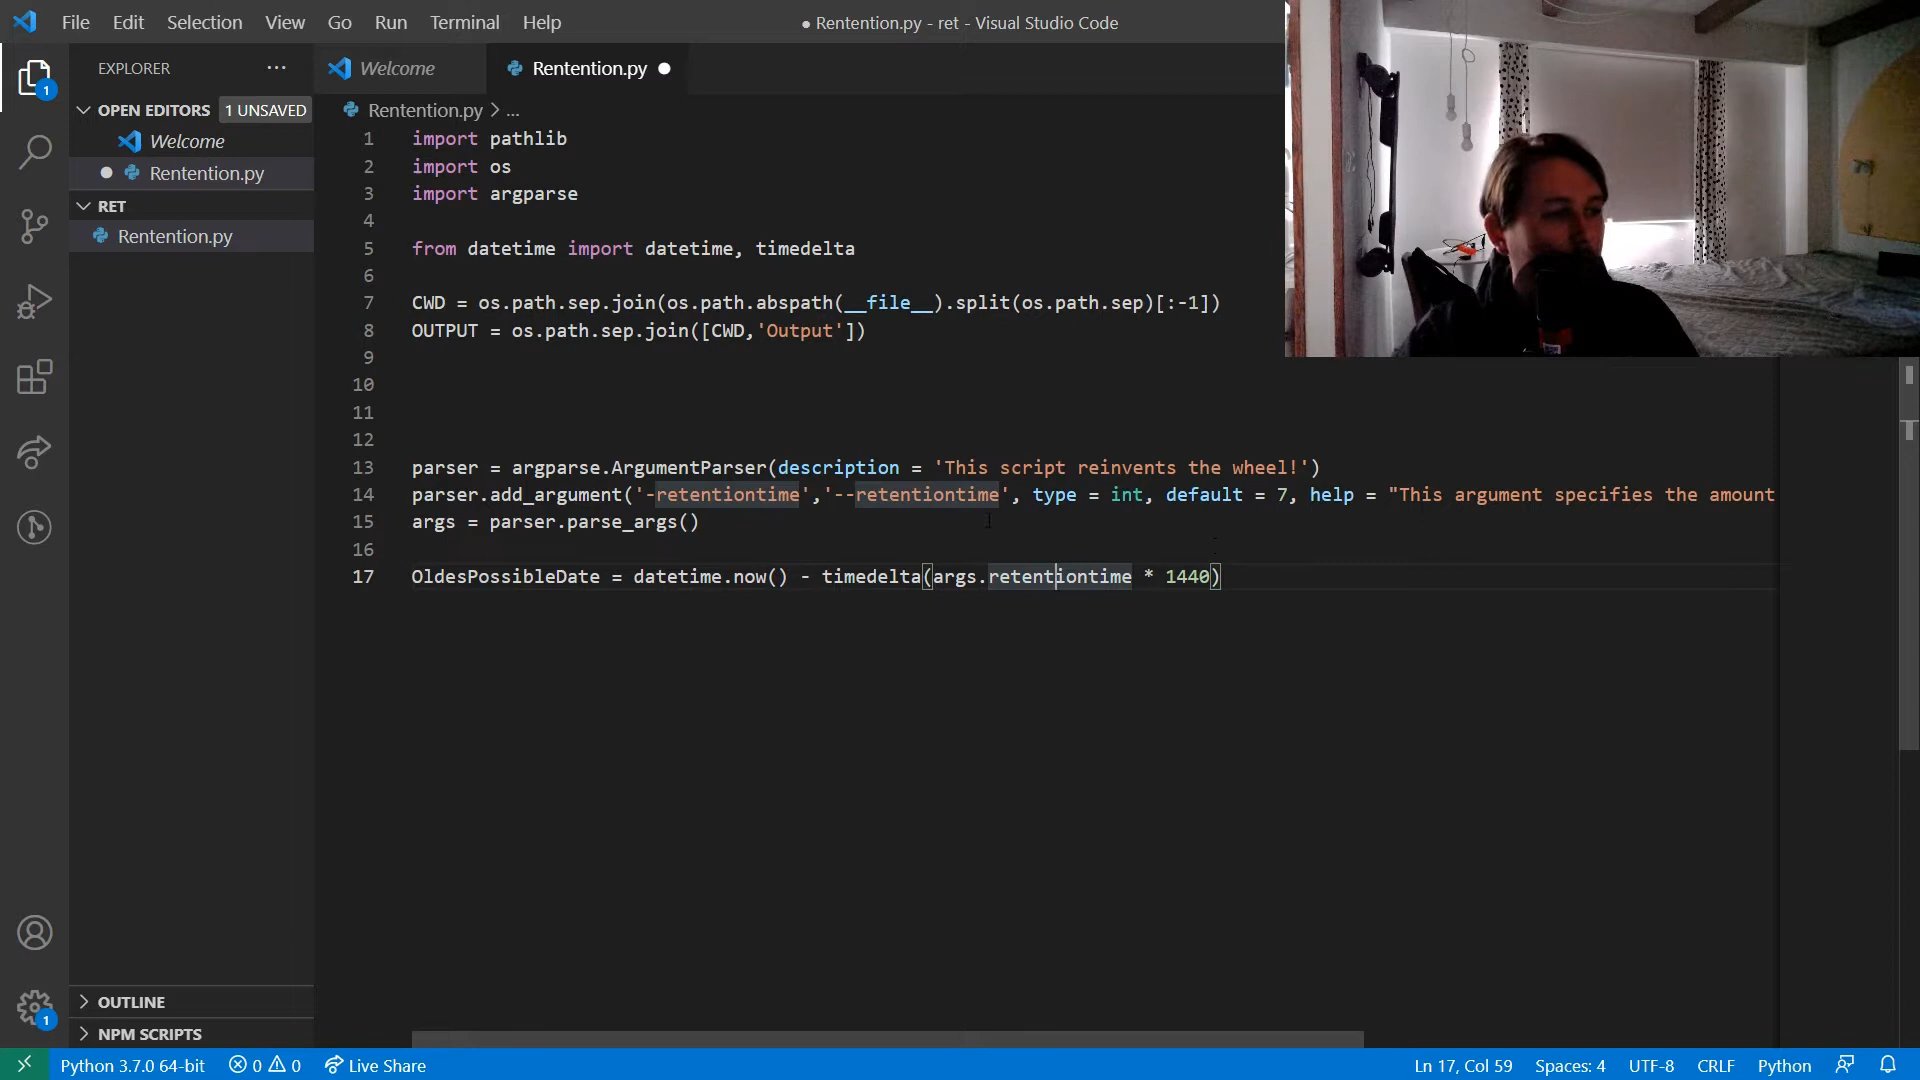 File Edit Selection View Go Run Terminal Help
● Rentention.py - ret - Visual Studio Code
EXPLORER ...
Welcome
Rentention.py ●
OPEN EDITORS 1 UNSAVED
Welcome
Rentention.py
RET
Rentention.py
OUTLINE
NPM SCRIPTS
1
1
Rentention.py > ...
1 import pathlib
2 import os
3 import argparse
4
5 from datetime import datetime, timedelta
6
7 CWD = os.path.sep.join(os.path.abspath(__file__).split(os.path.sep)[:-1])
8 OUTPUT = os.path.sep.join([CWD,'Output'])
9
10
11
12
13 parser = argparse.ArgumentParser(description = 'This script reinvents the wheel!')
14 parser.add_argument('-retentiontime','--retentiontime', type = int, default = 7, help = "This argument specifies the amount
15 args = parser.parse_args()
16
17 OldesPossibleDate = datetime.now() - timedelta(args.retentiontime * 1440)
Python 3.7.0 64-bit 0 0 Live Share
Ln 17, Col 59 Spaces: 4 UTF-8 CRLF Python